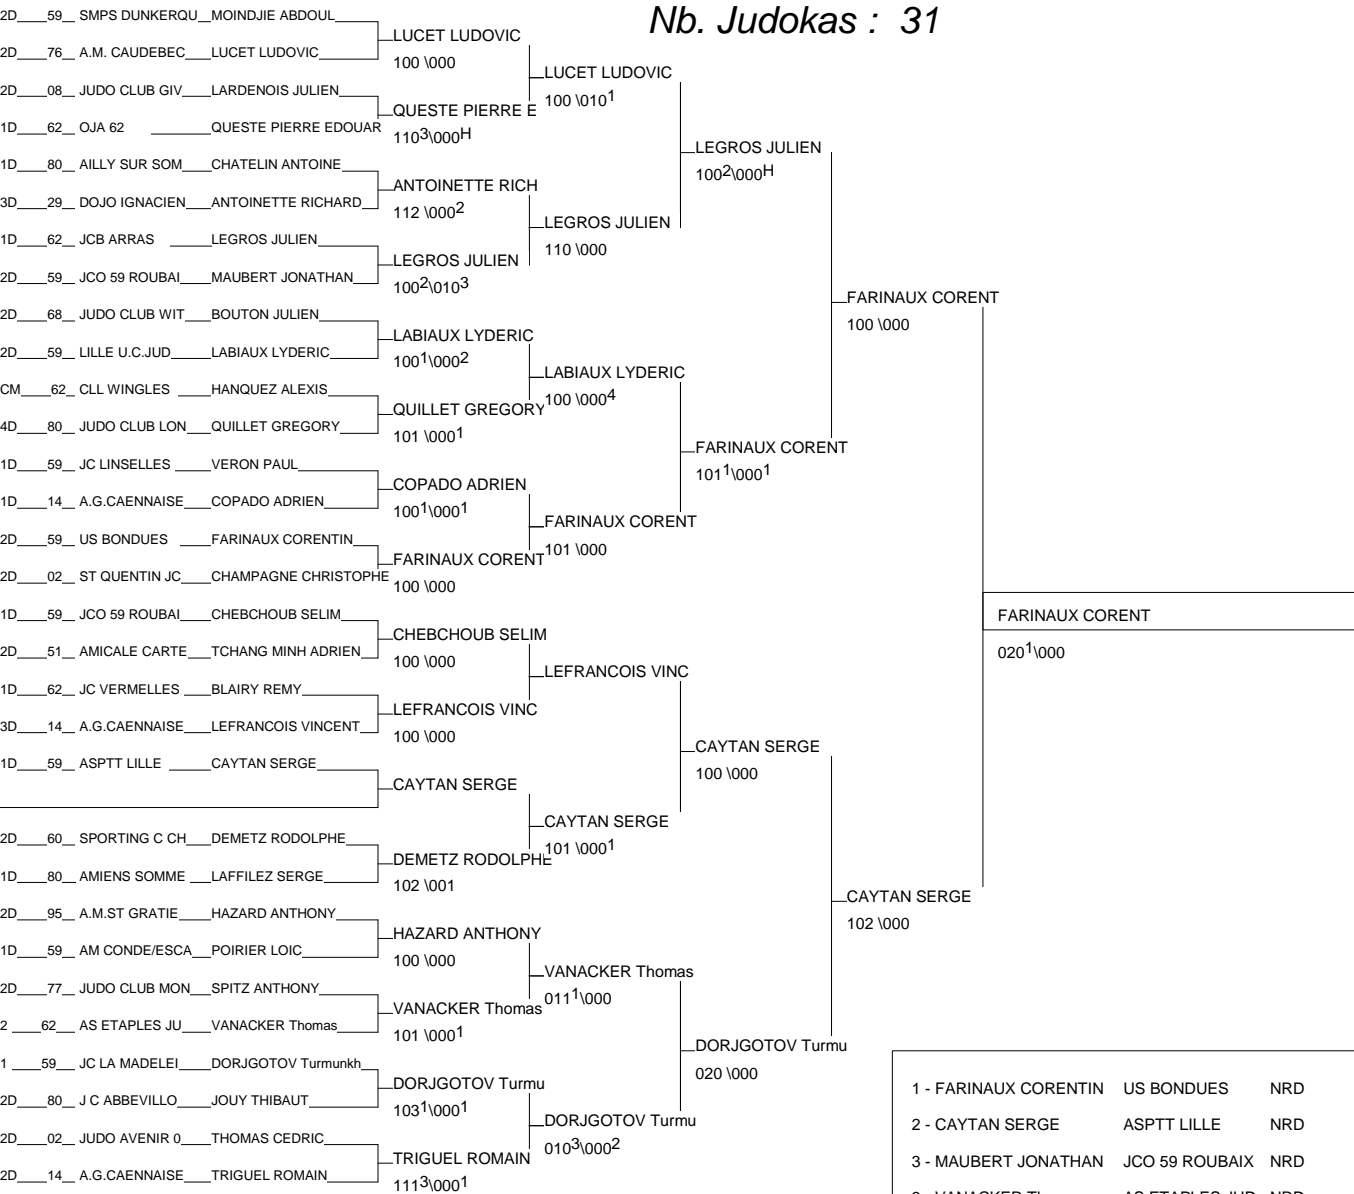 Nb. Judokas : 31
2D 59 SMPS DUNKERQU MOINDJIE ABDOUL
2D 76 A.M. CAUDEBEC LUCET LUDOVIC
2D 08 JUDO CLUB GIV LARDENOIS JULIEN
1D 62 OJA 62 QUESTE PIERRE EDOUAR
1D 80 AILLY SUR SOM CHATELIN ANTOINE
3D 29 DOJO IGNACIEN ANTOINETTE RICHARD
1D 62 JCB ARRAS LEGROS JULIEN
2D 59 JCO 59 ROUBAI MAUBERT JONATHAN
2D 68 JUDO CLUB WIT BOUTON JULIEN
2D 59 LILLE U.C.JUD LABIAUX LYDERIC
CM 62 CLL WINGLES HANQUEZ ALEXIS
4D 80 JUDO CLUB LON QUILLET GREGORY
1D 59 JC LINSELLES VERON PAUL
1D 14 A.G.CAENNAISE COPADO ADRIEN
2D 59 US BONDUES FARINAUX CORENTIN
2D 02 ST QUENTIN JC CHAMPAGNE CHRISTOPHE
1D 59 JCO 59 ROUBAI CHEBCHOUB SELIM
2D 51 AMICALE CARTE TCHANG MINH ADRIEN
1D 62 JC VERMELLES BLAIRY REMY
3D 14 A.G.CAENNAISE LEFRANCOIS VINCENT
1D 59 ASPTT LILLE CAYTAN SERGE
2D 60 SPORTING C CH DEMETZ RODOLPHE
1D 80 AMIENS SOMME LAFFILEZ SERGE
2D 95 A.M.ST GRATIE HAZARD ANTHONY
1D 59 AM CONDE/ESCA POIRIER LOIC
2D 77 JUDO CLUB MON SPITZ ANTHONY
2 62 AS ETAPLES JU VANACKER Thomas
1 59 JC LA MADELEI DORJGOTOV Turmunkh
2D 80 J C ABBEVILLO JOUY THIBAUT
2D 02 JUDO AVENIR 0 THOMAS CEDRIC
2D 14 A.G.CAENNAISE TRIGUEL ROMAIN
LUCET LUDOVIC
100 \000
QUESTE PIERRE E
110³\000ᴴ
ANTOINETTE RICH
112 \000²
LEGROS JULIEN
100²\010³
LABIAUX LYDERIC
100¹\000²
QUILLET GREGORY
101 \000¹
COPADO ADRIEN
100¹\000¹
FARINAUX CORENT
100 \000
CHEBCHOUB SELIM
100 \000
LEFRANCOIS VINC
100 \000
CAYTAN SERGE
DEMETZ RODOLPHE
102 \001
HAZARD ANTHONY
100 \000
VANACKER Thomas
101 \000¹
DORJGOTOV Turmu
103¹\000¹
TRIGUEL ROMAIN
111³\000¹
LUCET LUDOVIC
100 \010¹
LEGROS JULIEN
110 \000
LABIAUX LYDERIC
100 \000⁴
FARINAUX CORENT
101 \000
LEFRANCOIS VINC
CAYTAN SERGE
101 \000¹
VANACKER Thomas
011¹\000
DORJGOTOV Turmu
010³\000²
LEGROS JULIEN
100²\000ᴴ
FARINAUX CORENT
101¹\000¹
CAYTAN SERGE
100 \000
DORJGOTOV Turmu
020 \000
FARINAUX CORENT
100 \000
CAYTAN SERGE
102 \000
FARINAUX CORENT
020¹\000
1 - FARINAUX CORENTIN US BONDUES NRD
2 - CAYTAN SERGE ASPTT LILLE NRD
3 - MAUBERT JONATHAN JCO 59 ROUBAIX NRD